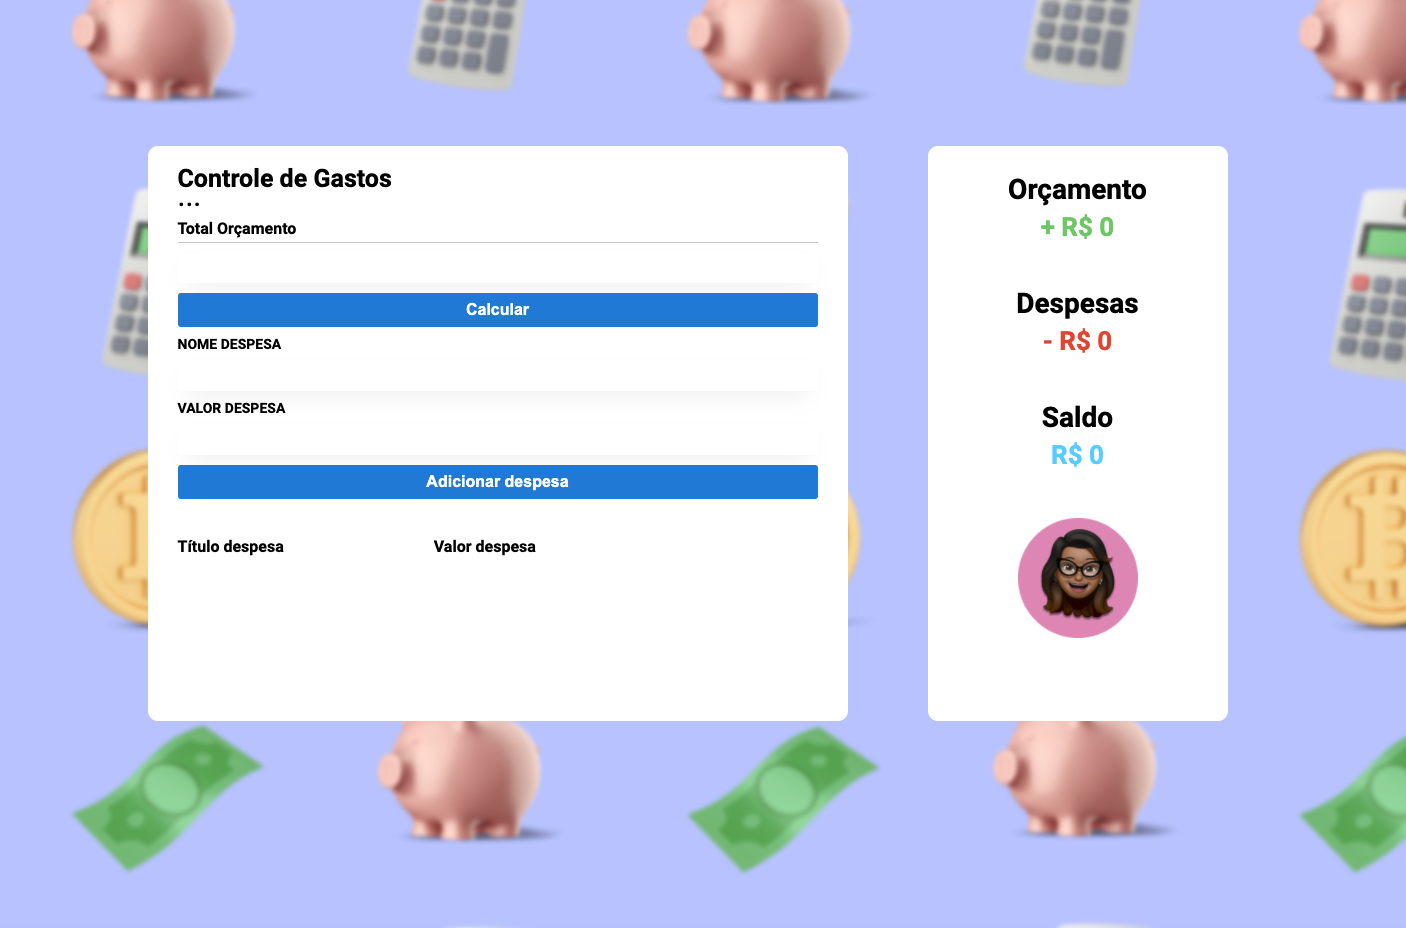 Controle de Gastos
...
Total Orçamento
Calcular
NOME DESPESA
VALOR DESPESA
Adicionar despesa
Título despesa Valor despesa
Orçamento
+ R$ 0
Despesas
- R$ 0
Saldo
R$ 0